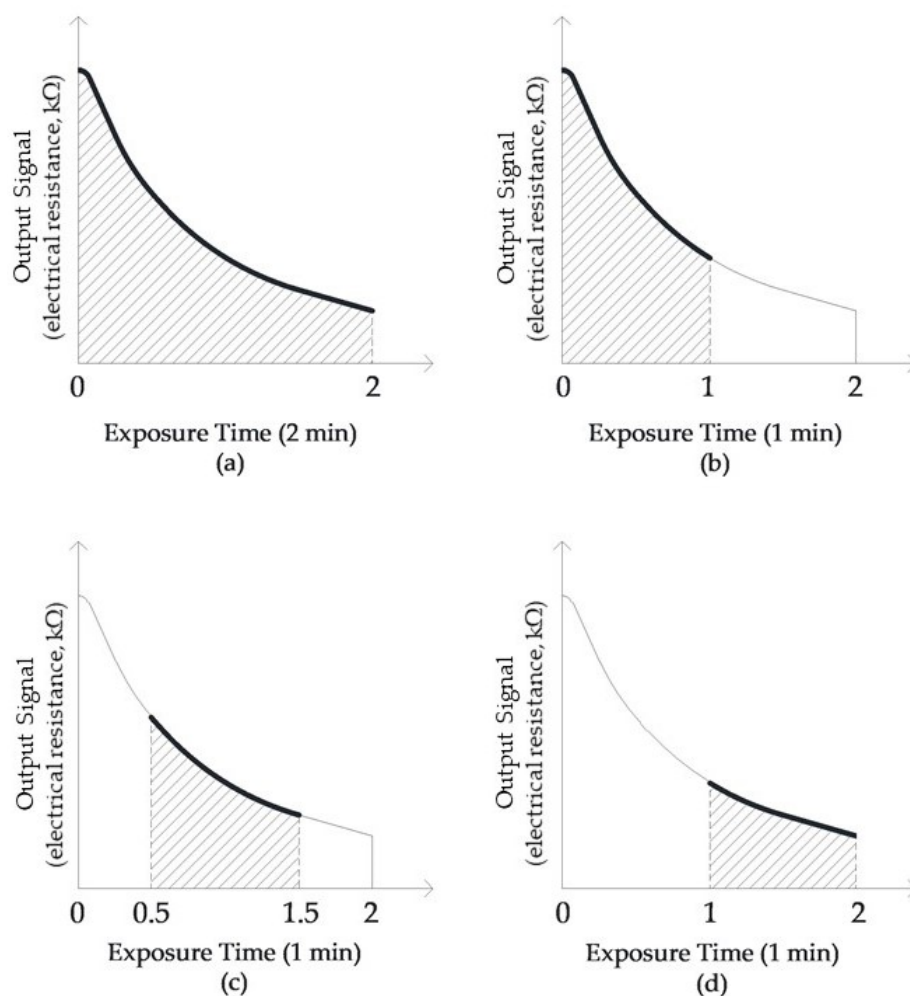 Output Signal
(electrical resistance, kΩ)
0
2
Exposure Time (2 min)
(a)
Output Signal
(electrical resistance, kΩ)
0
1
2
Exposure Time (1 min)
(b)
Output Signal
(electrical resistance, kΩ)
0
0.5
1.5
2
Exposure Time (1 min)
(c)
Output Signal
(electrical resistance, kΩ)
0
1
2
Exposure Time (1 min)
(d)